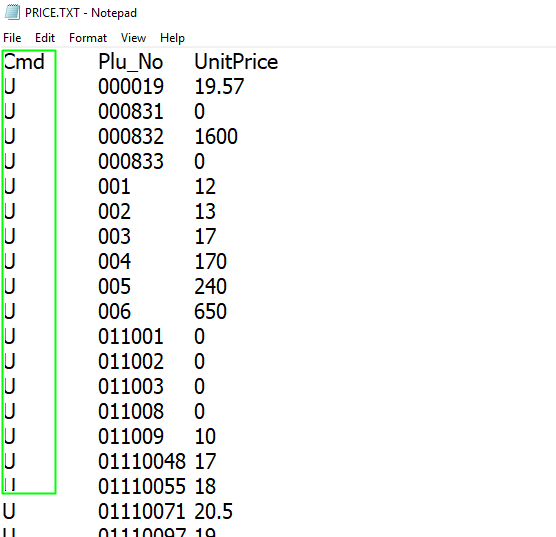 PRICE.TXT - Notepad
File Edit Format View Help
Cmd Plu_No UnitPrice
U 000019 19.57
U 000831 0
U 000832 1600
U 000833 0
U 001 12
U 002 13
U 003 17
U 004 170
U 005 240
U 006 650
U 011001 0
U 011002 0
U 011003 0
U 011008 0
U 011009 10
U 01110048 17
U 01110055 18
U 01110071 20.5
U 01110097 19